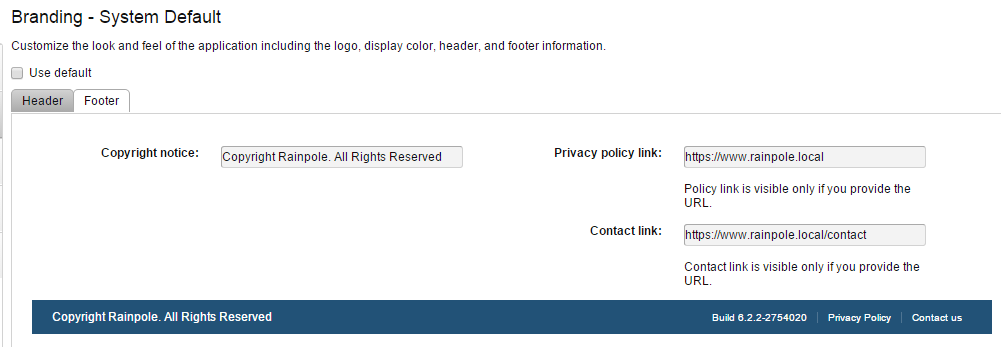 Branding - System Default
Customize the look and feel of the application including the logo, display color, header, and footer information.
Use default
Header Footer
Copyright notice: Copyright Rainpole. All Rights Reserved
Privacy policy link: https://www.rainpole.local
Policy link is visible only if you provide the
URL.
Contact link: https://www.rainpole.local/contact
Contact link is visible only if you provide the
URL.
Copyright Rainpole. All Rights Reserved Build 6.2.2-2754020 Privacy Policy Contact us